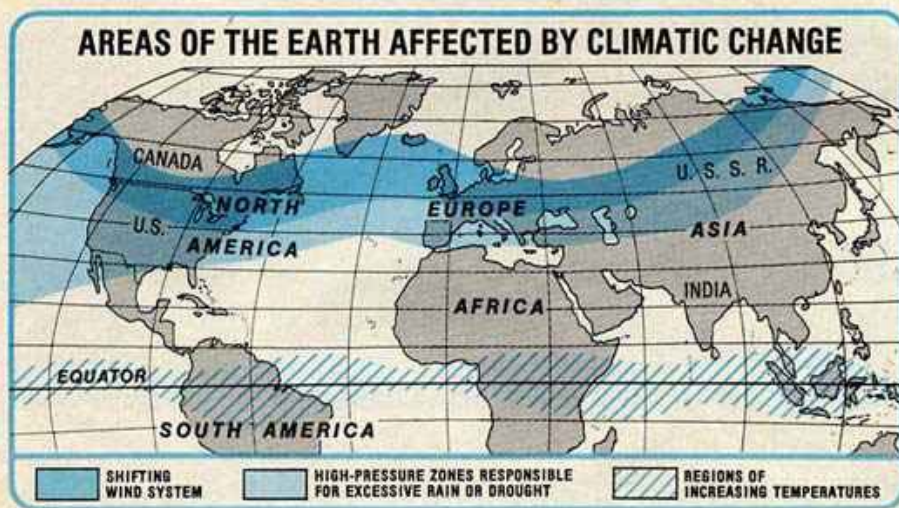 AREAS OF THE EARTH AFFECTED BY CLIMATIC CHANGE
CANADA
U. S. S. R.
NORTH
EUROPE
U.S.
ASIA
AMERICA
INDIA
AFRICA
EQUATOR
SOUTH AMERICA
SHIFTING
WIND SYSTEM
HIGH-PRESSURE ZONES RESPONSIBLE
FOR EXCESSIVE RAIN OR DROUGHT
REGIONS OF
INCREASING TEMPERATURES